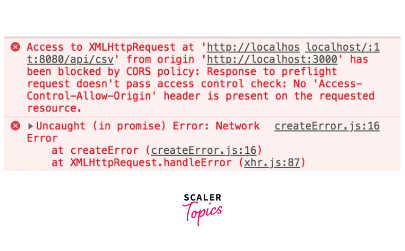 Access to XMLHttpRequest at 'http://localhos localhost/:1
t:8080/api/csv' from origin 'http://localhost:3000' has
been blocked by CORS policy: Response to preflight
request doesn't pass access control check: No 'Access-
Control-Allow-Origin' header is present on the requested
resource.
▶Uncaught (in promise) Error: Network createError.js:16
Error
at createError (createError.js:16)
at XMLHttpRequest.handleError (xhr.js:87)
SCALER
Topics